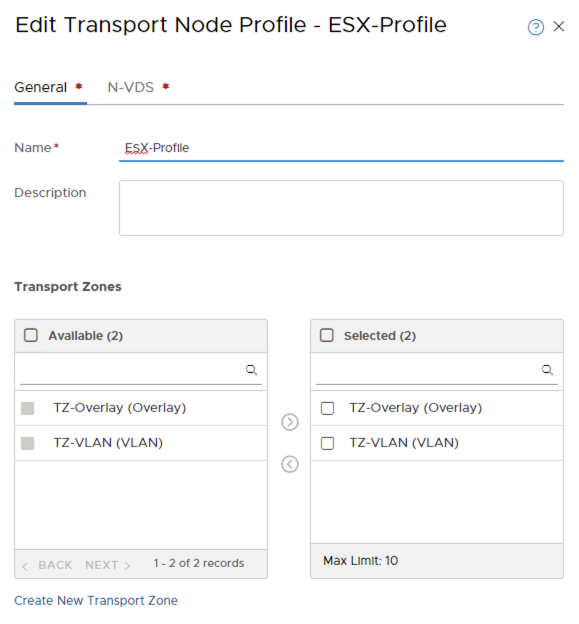 Edit Transport Node Profile - ESX-Profile
General *
N-VDS *
Name*
ESX-Profile
Description
Transport Zones
Available (2)
TZ-Overlay (Overlay)
TZ-VLAN (VLAN)
BACK NEXT 1 - 2 of 2 records
Selected (2)
TZ-Overlay (Overlay)
TZ-VLAN (VLAN)
Max Limit: 10
Create New Transport Zone